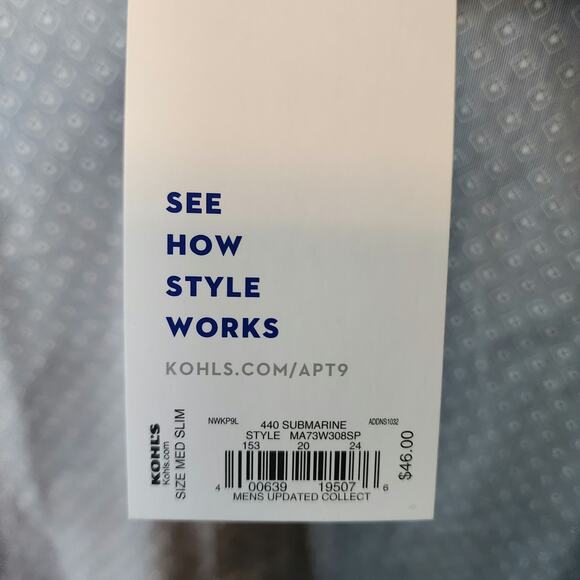 SEE
HOW
STYLE
WORKS
KOHLS.COM/APT9
KOHL'S
Kohls.com
SIZE MED SLIM
NWKP9L
440 SUBMARINE
ADDNS1032
STYLE MA73W308SP
153 20 24
4 00639 19507 6
MENS UPDATED COLLECT
$46.00